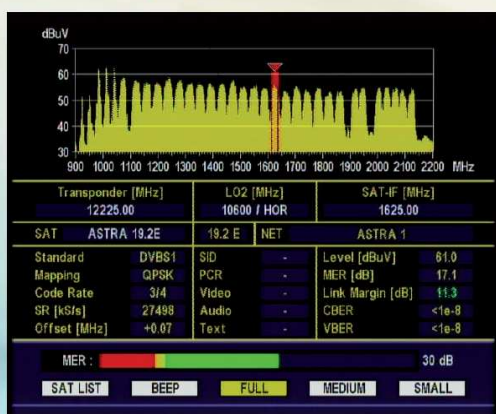 dBuV
70
60
50
40
30
900 1000 1100 1200 1300 1400 1500 1600 1700 1800 1900 2000 2100 2200 MHz
Transponder [MHz] LO2 [MHz] SAT-IF [MHz]
12225.00 10600 / HOR 1625.00
SAT ASTRA 19.2E 19.2 E NET ASTRA 1
Standard DVBS1 SID - Level [dBuV] 61.0
Mapping QPSK PCR - MER [dB] 17.1
Code Rate 3/4 Video - Link Margin [dB] 11.3
SR [kS/s] 27498 Audio - CBER <1e-8
Offset [MHz] +0.07 Text - VBER <1e-8
MER : 30 dB
SAT LIST BEEP FULL MEDIUM SMALL